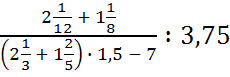 (2 1/12 + 1 1/8) / ((2 1/3 + 1 2/5) · 1,5 − 7) : 3,75